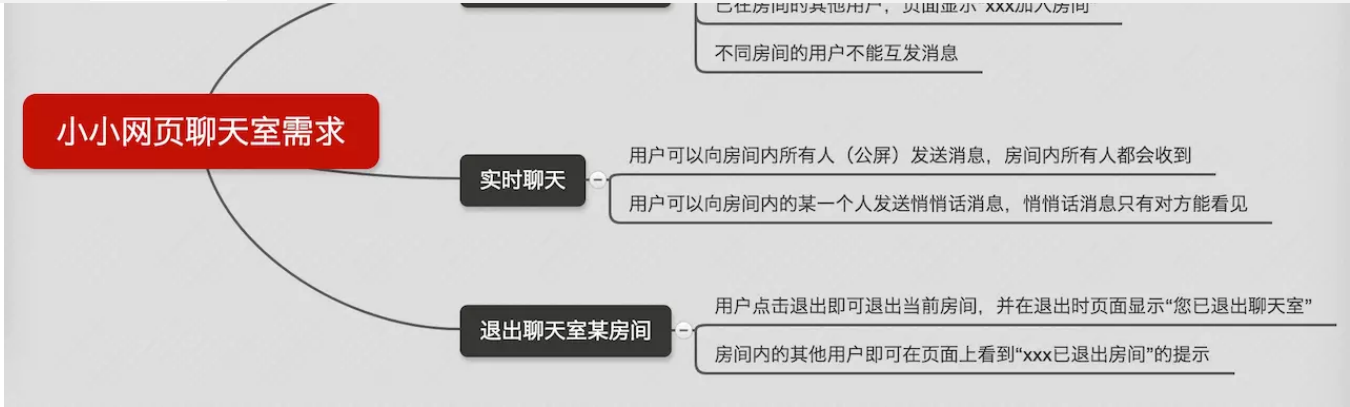 已在房间的其他用户，页面显示“xxx加入房间”
不同房间的用户不能互发消息
小小网页聊天室需求
实时聊天
用户可以向房间内所有人（公屏）发送消息，房间内所有人都会收到
用户可以向房间内的某一个人发送悄悄话消息，悄悄话消息只有对方能看见
退出聊天室某房间
用户点击退出即可退出当前房间，并在退出时页面显示“您已退出聊天室”
房间内的其他用户即可在页面上看到“xxx已退出房间”的提示